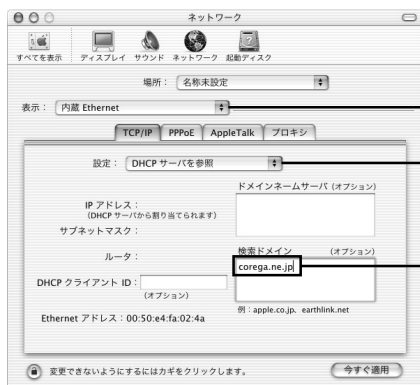 ネットワーク
すべてを表示 ディスプレイ サウンド ネットワーク 起動ディスク
場所： 名称未設定
表示： 内蔵 Ethernet
TCP/IP PPPoE AppleTalk プロキシ
設定： DHCP サーバを参照
ドメインネームサーバ (オプション)
IP アドレス：
(DHCP サーバから割り当てられます)
サブネットマスク：
ルータ：
検索ドメイン (オプション)
corega.ne.jp
DHCP クライアント ID：
(オプション)
例：apple.co.jp、earthlink.net
Ethernet アドレス：00:50:e4:fa:02:4a
変更できないようにするにはカギをクリックします。
今すぐ適用